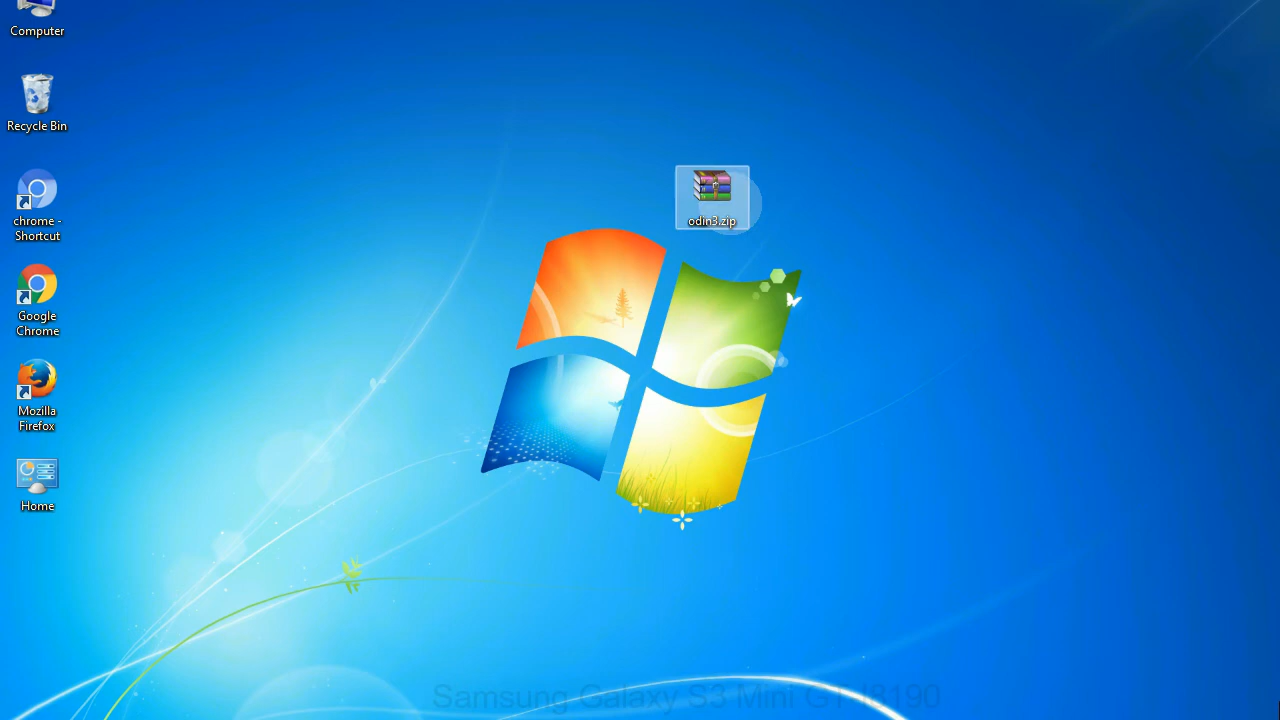 Computer
Recycle Bin
chrome -
Shortcut
Google
Chrome
Mozilla
Firefox
Home
odin3.zip
Samsung Galaxy S3 Mini GT-I8190